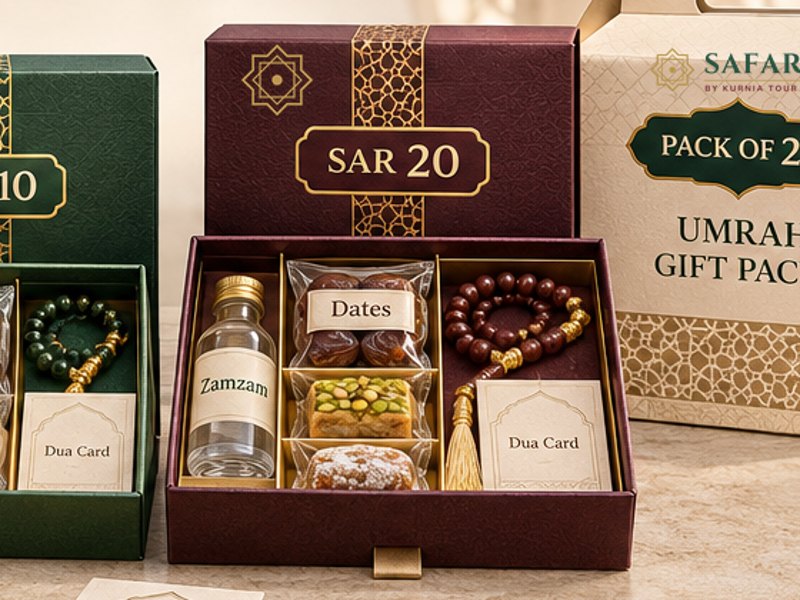 10
SAR 20
Zamzam
Dates
Dua Card
Dua Card
SAFAR
BY KURNIA TOUR
PACK OF 2
UMRAH
GIFT PAC